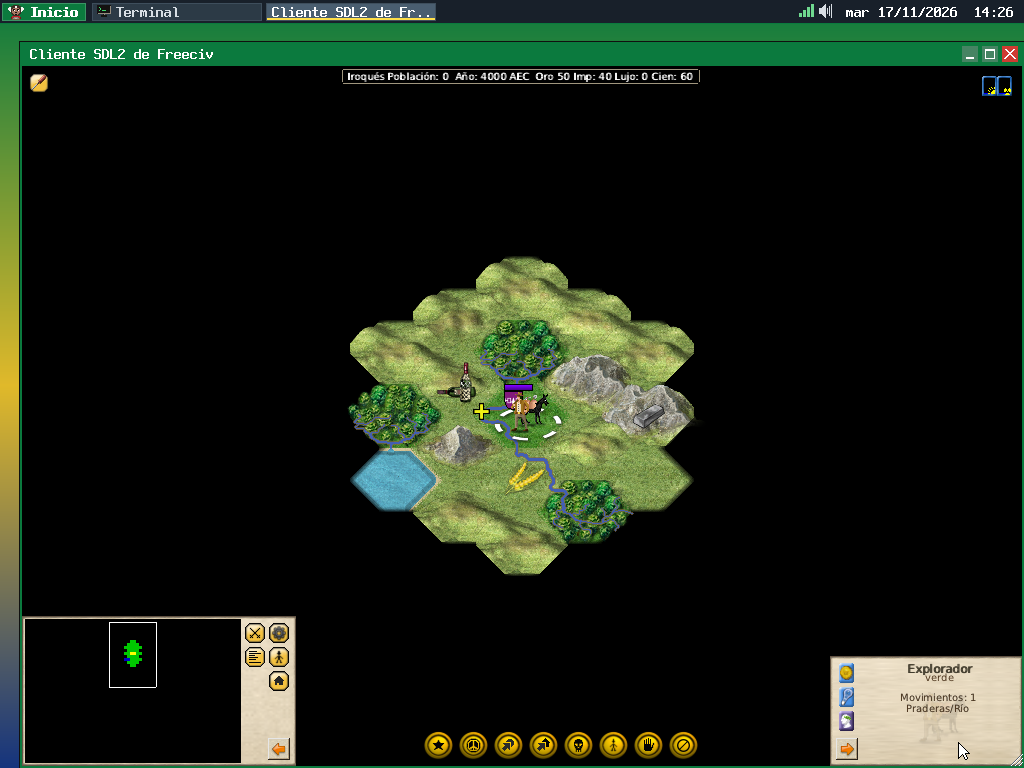 Inicio
Terminal
Cliente SDL2 de Fr..
mar 17/11/2026
14:26
Cliente SDL2 de Freeciv
Iroqués Población: 0 Año: 4000 AEC Oro 50 Imp: 40 Lujo: 0 Cien: 60
Explorador
verde
Movimientos: 1
Praderas/Río